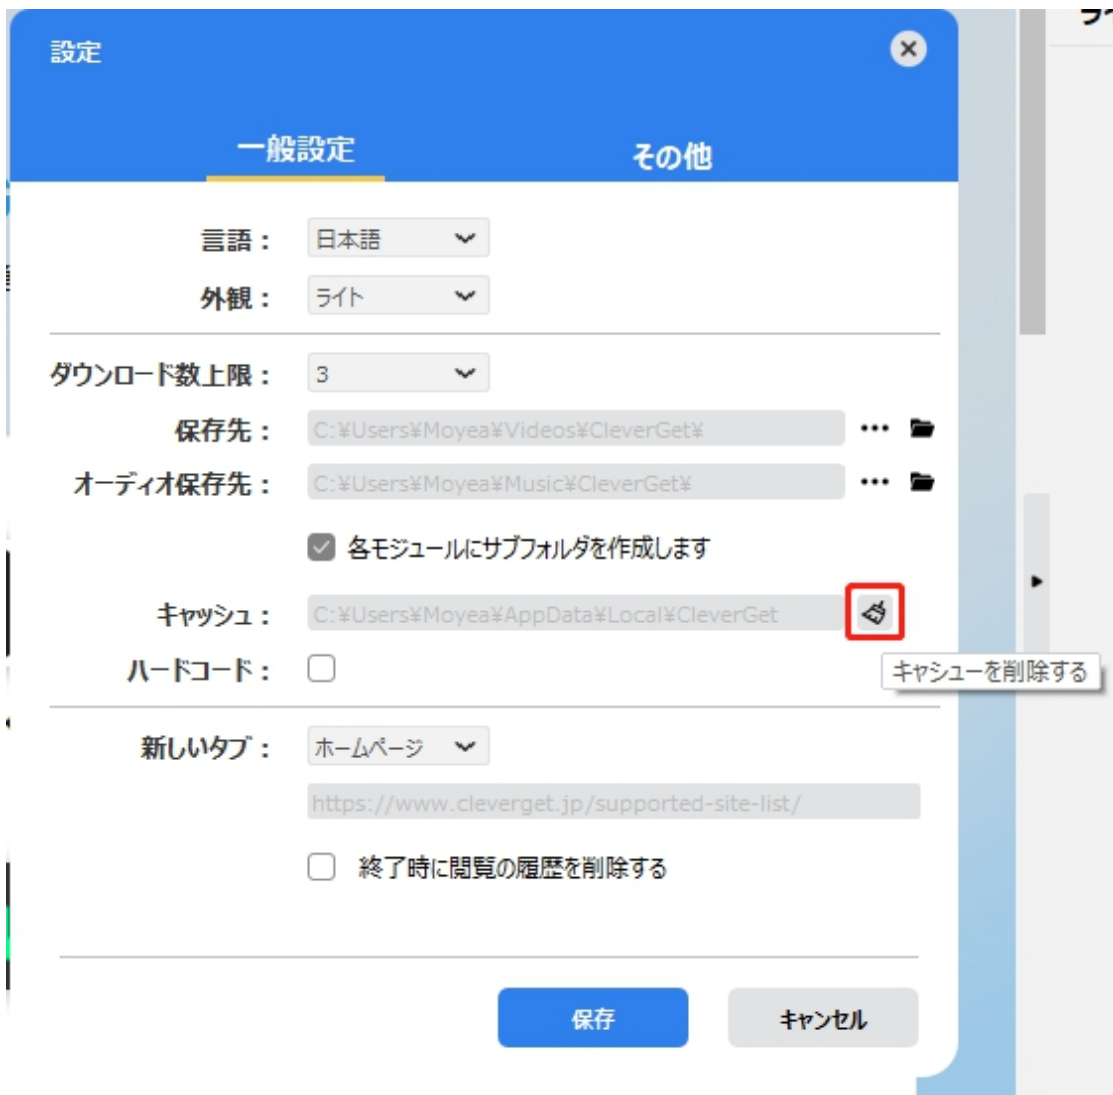 設定
一般設定 その他
言語： 日本語
外観： ライト
ダウンロード数上限： 3
保存先： C:¥Users¥Moyea¥Videos¥CleverGet¥
オーディオ保存先： C:¥Users¥Moyea¥Music¥CleverGet¥
各モジュールにサブフォルダを作成します
キャッシュ： C:¥Users¥Moyea¥AppData¥Local¥CleverGet
ハードコード：
キャシューを削除する
新しいタブ： ホームページ
https://www.cleverget.jp/supported-site-list/
終了時に閲覧の履歴を削除する
保存 キャンセル